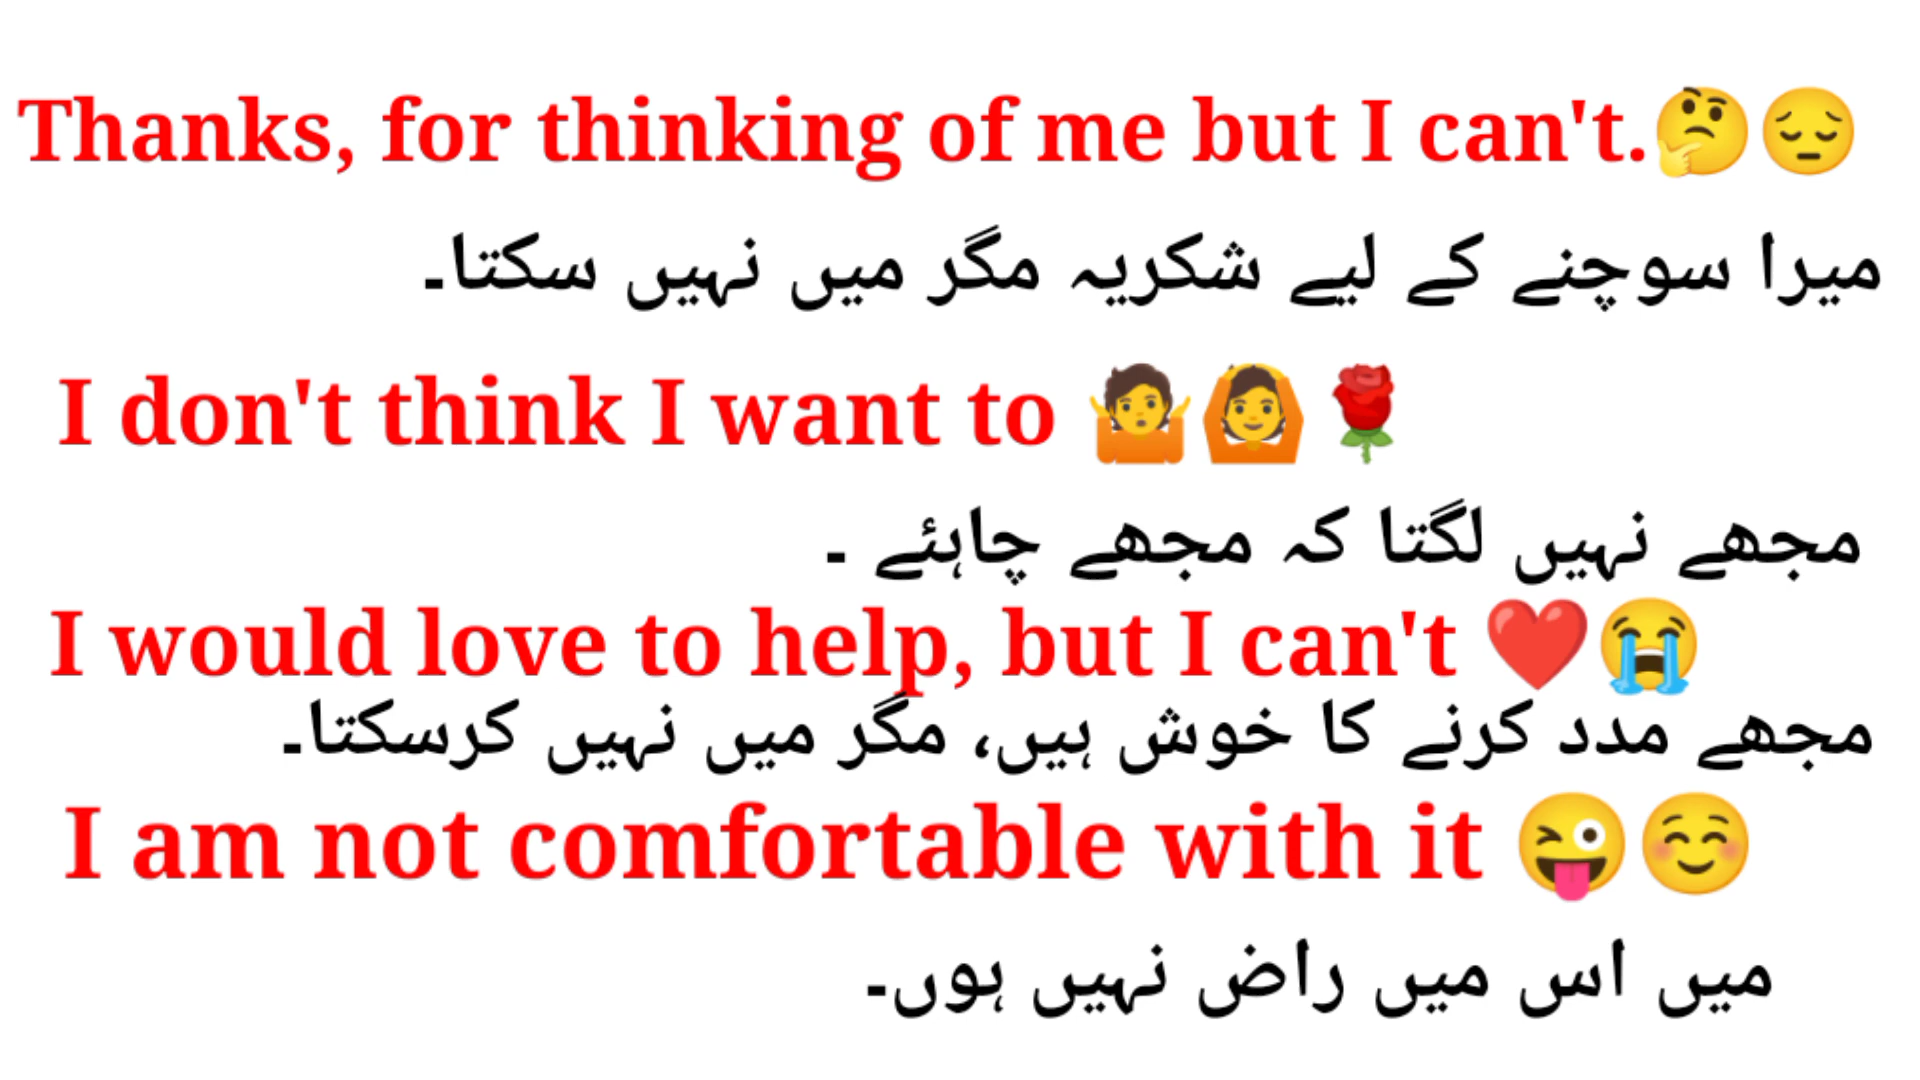 Thanks, for thinking of me but I can't.🤔😔
میرا سوچنے کے لیے شکریہ مگر میں نہیں سکتا۔
I don't think I want to 🤷🙆🌹
مجھے نہیں لگتا کہ مجھے چاہئے ۔
I would love to help, but I can't ❤️😭
مجھے مدد کرنے کا خوش ہیں، مگر میں نہیں کرسکتا۔
I am not comfortable with it 😜☺️
میں اس میں راض نہیں ہوں۔